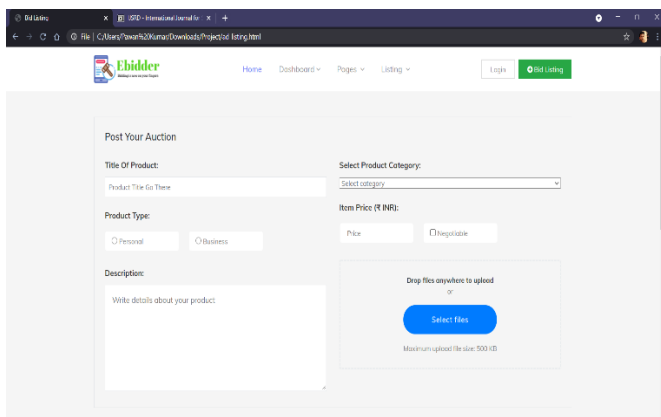 Bid Listing
IJSRD - International Journal for
File | C:/Users/Pawan%20Kumar/Downloads/Project/ad listing.html
Ebidder
Home Dashboard Pages Listing Login Bid Listing
Post Your Auction
Title Of Product:
Product Title Go There
Select Product Category:
Select category
Product Type:
Personal Business
Item Price (₹ INR):
Price Negotiable
Description:
Write details about your product
Drop files anywhere to upload
or
Select files
Maximum upload file size: 500 KB